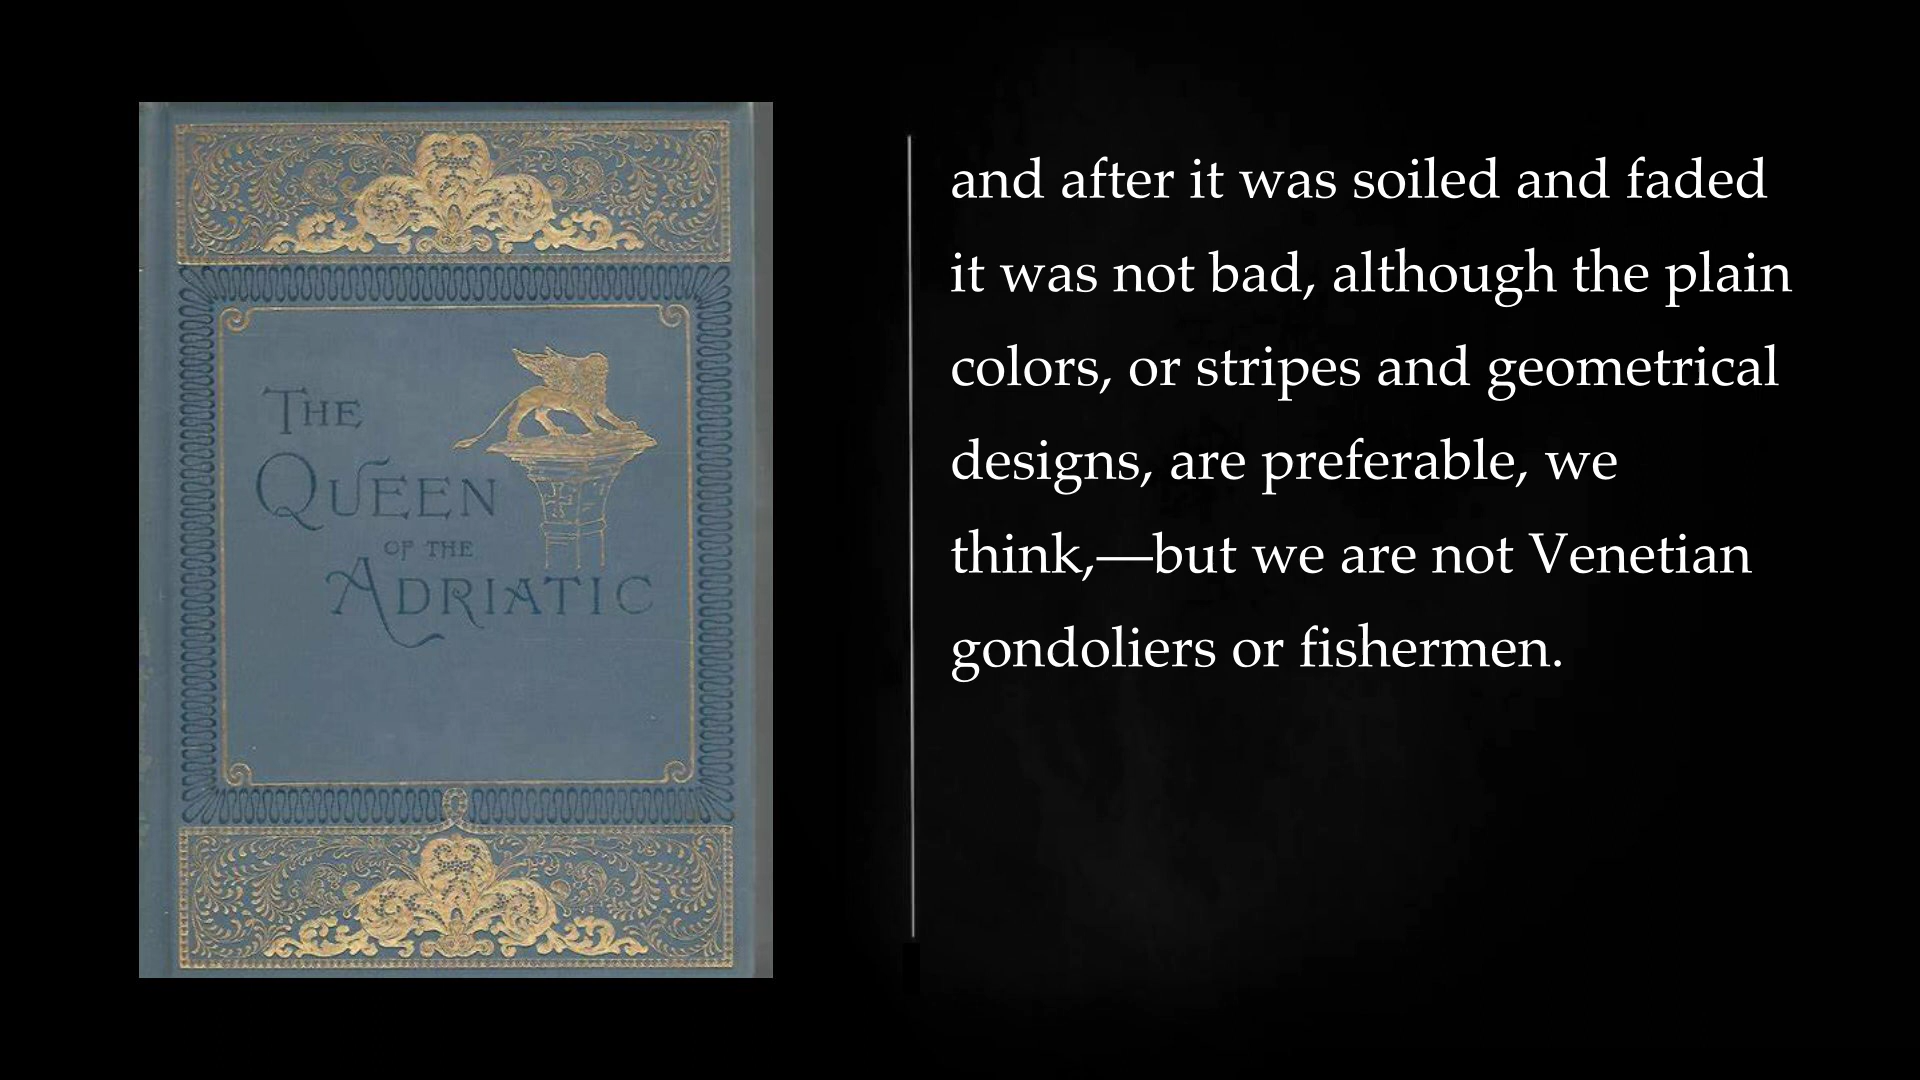 The
Queen
of the
Adriatic
and after it was soiled and faded
it was not bad, although the plain
colors, or stripes and geometrical
designs, are preferable, we
think,—but we are not Venetian
gondoliers or fishermen.